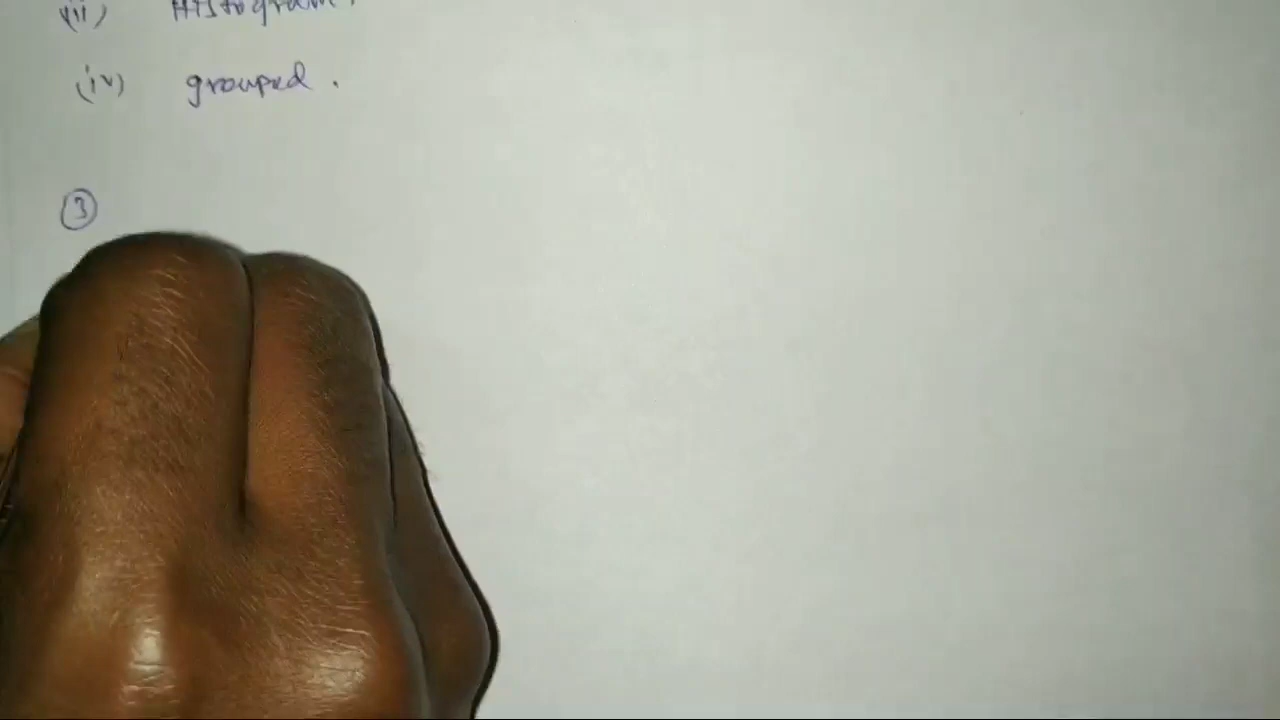 (iii) Histogram.
(iv) grouped.
③